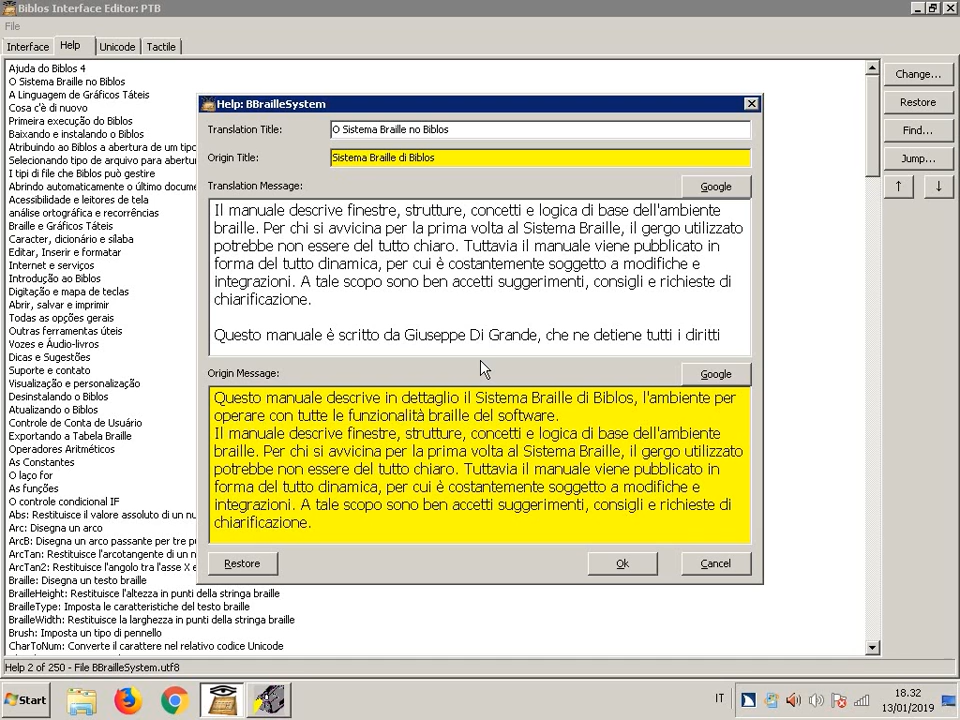 Biblos Interface Editor: PTB
File
Interface
Help
Unicode
Tactile
Ajuda do Biblos 4
O Sistema Braille no Biblos
A Linguagem de Gráficos Táteis
Cosa c'è di nuovo
Primeira execução do Biblos
Baixando e instalando o Biblos
Atribuindo ao Biblos a abertura de um tipo
Selecionando tipo de arquivo para abertur
I tipi di file che Biblos può gestire
Abrindo automaticamente o último docume
Acessibilidade e leitores de tela
análise ortográfica e recorrências
Braille e Gráficos Táteis
Caracter, dicionário e sílaba
Editar, Inserir e formatar
Internet e serviços
Introdução ao Biblos
Digitação e mapa de teclas
Abrir, salvar e imprimir
Todas as opções gerais
Outras ferramentas úteis
Vozes e Áudio-livros
Dicas e Sugestões
Suporte e contato
Visualização e personalização
Desinstalando o Biblos
Atualizando o Biblos
Controle de Conta de Usuário
Exportando a Tabela Braille
Operadores Aritméticos
As Constantes
O laço for
As funções
O controle condicional IF
Abs: Restituisce il valore assoluto di un nu
Arc: Disegna un arco
ArcB: Disegna un arco passante per tre pu
ArcTan: Restituisce l'arcotangente di un n
ArcTan2: Restituisce l'angolo tra l'asse X e
Braille: Disegna un testo braille
BrailleHeight: Restituisce l'altezza in punti della stringa braille
BrailleType: Imposta le caratteristiche del testo braille
BrailleWidth: Restituisce la larghezza in punti della stringa braille
Brush: Imposta un tipo di pennello
CharToNum: Converte il carattere nel relativo codice Unicode
Change...
Restore
Find...
Jump...
↑ ↓
Help: BBrailleSystem
Translation Title:
O Sistema Braille no Biblos
Origin Title:
Sistema Braille di Biblos
Translation Message:
Google
Il manuale descrive finestre, strutture, concetti e logica di base dell'ambiente
braille. Per chi si avvicina per la prima volta al Sistema Braille, il gergo utilizzato
potrebbe non essere del tutto chiaro. Tuttavia il manuale viene pubblicato in
forma del tutto dinamica, per cui è costantemente soggetto a modifiche e
integrazioni. A tale scopo sono ben accetti suggerimenti, consigli e richieste di
chiarificazione.
Questo manuale è scritto da Giuseppe Di Grande, che ne detiene tutti i diritti
Origin Message:
Google
Questo manuale descrive in dettaglio il Sistema Braille di Biblos, l'ambiente per
operare con tutte le funzionalità braille del software.
Il manuale descrive finestre, strutture, concetti e logica di base dell'ambiente
braille. Per chi si avvicina per la prima volta al Sistema Braille, il gergo utilizzato
potrebbe non essere del tutto chiaro. Tuttavia il manuale viene pubblicato in
forma del tutto dinamica, per cui è costantemente soggetto a modifiche e
integrazioni. A tale scopo sono ben accetti suggerimenti, consigli e richieste di
chiarificazione.
Restore
Ok
Cancel
Help 2 of 250 - File BBrailleSystem.utf8
Start
IT
18.32
13/01/2019